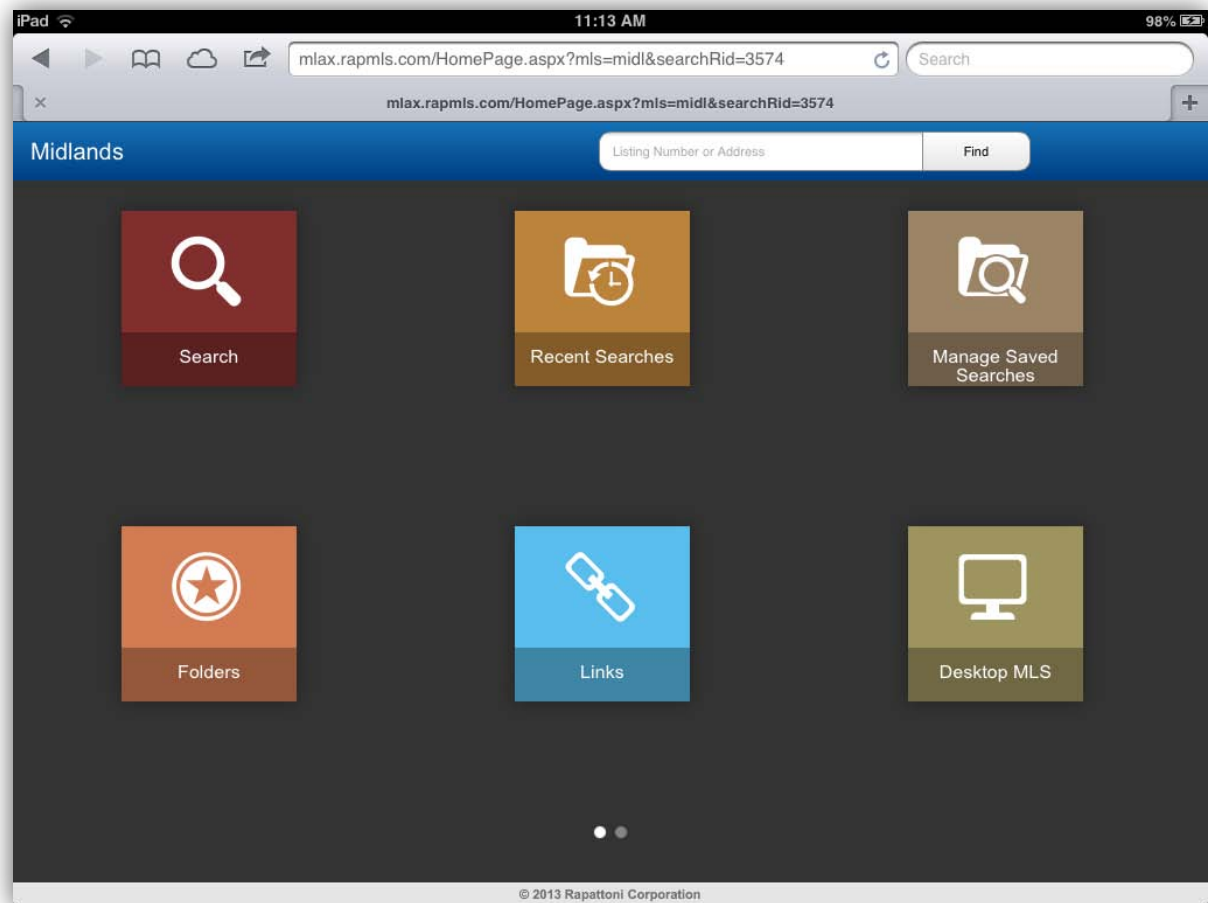 iPad 11:13 AM 98%
mlax.rapmls.com/HomePage.aspx?mls=midl&searchRid=3574 Search
mlax.rapmls.com/HomePage.aspx?mls=midl&searchRid=3574
Midlands Listing Number or Address Find
Search Recent Searches Manage Saved
Searches
Folders Links Desktop MLS
© 2013 Rapattoni Corporation